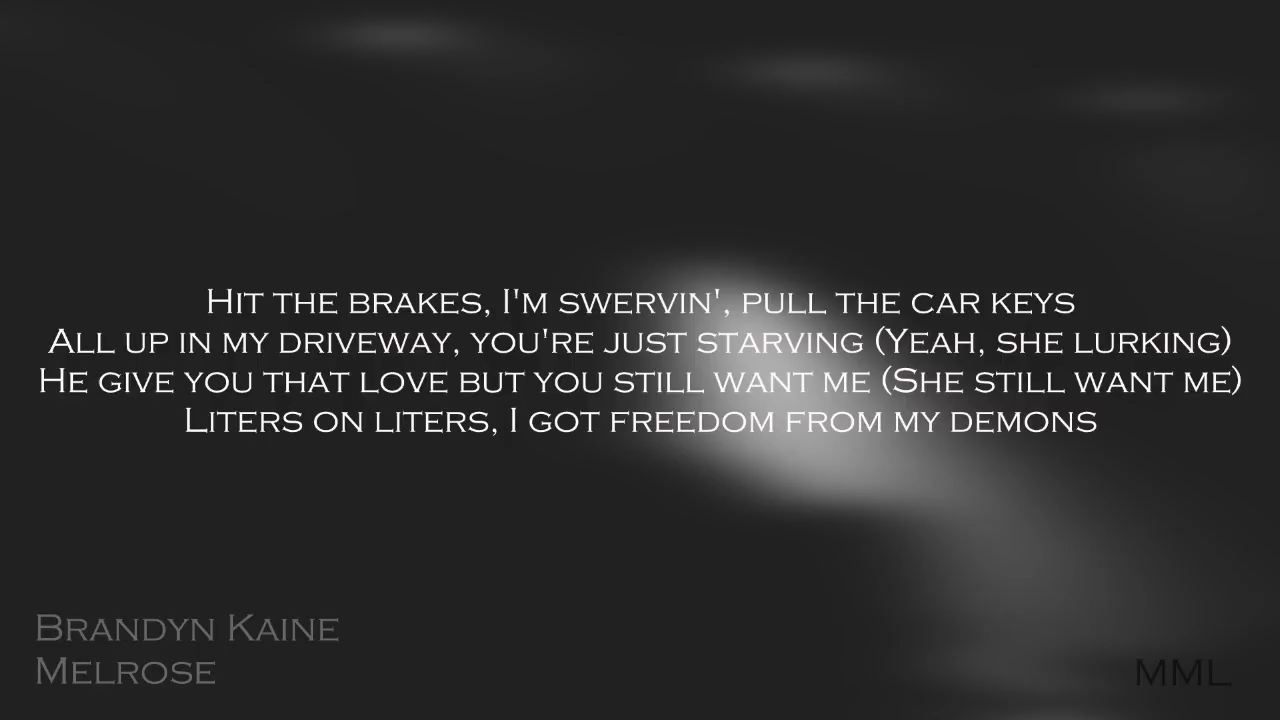 Hit the brakes, I'm swervin', pull the car keys
All up in my driveway, you're just starving (Yeah, she lurking)
He give you that love but you still want me (She still want me)
Liters on liters, I got freedom from my demons
Brandyn Kaine
Melrose
MML